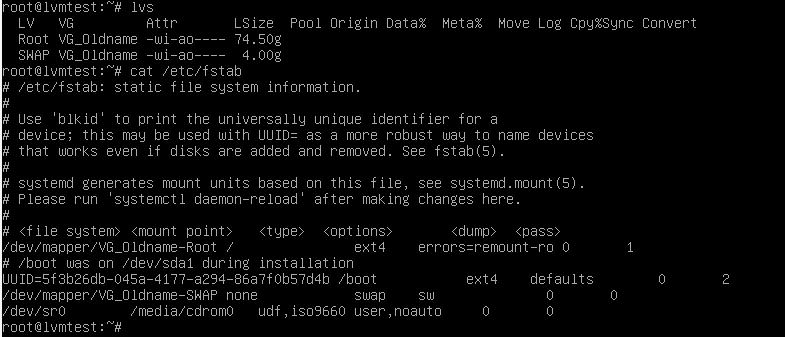 root@lvmtest:~# lvs
  LV   VG         Attr       LSize  Pool Origin Data%  Meta%  Move Log Cpy%Sync Convert
  Root VG_Oldname -wi-ao---- 74.50g
  SWAP VG_Oldname -wi-ao----  4.00g
root@lvmtest:~# cat /etc/fstab
# /etc/fstab: static file system information.
#
# Use 'blkid' to print the universally unique identifier for a
# device; this may be used with UUID= as a more robust way to name devices
# that works even if disks are added and removed. See fstab(5).
#
# systemd generates mount units based on this file, see systemd.mount(5).
# Please run 'systemctl daemon-reload' after making changes here.
#
# <file system> <mount point>   <type>  <options>       <dump>  <pass>
/dev/mapper/VG_Oldname-Root /               ext4    errors=remount-ro 0       1
# /boot was on /dev/sda1 during installation
UUID=5f3b26db-045a-4177-a294-86a7f0b57d4b /boot           ext4    defaults        0       2
/dev/mapper/VG_Oldname-SWAP none            swap    sw              0       0
/dev/sr0        /media/cdrom0   udf,iso9660 user,noauto     0       0
root@lvmtest:~#